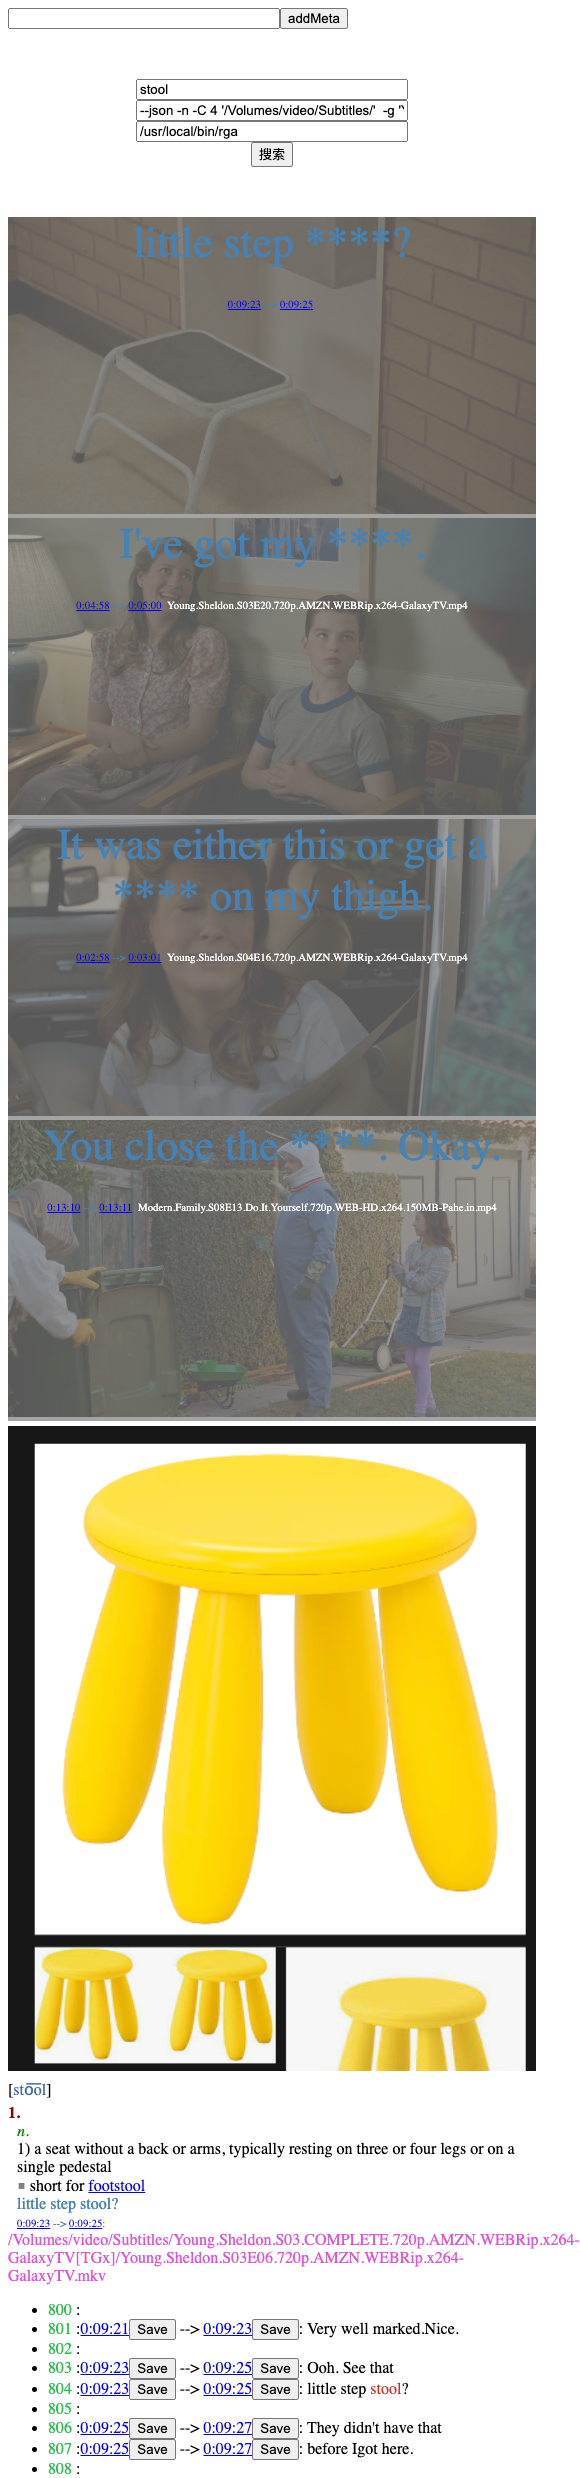 addMeta
stool
--json -n -C 4 '/Volumes/video/Subtitles/' -g '
/usr/local/bin/rga
搜索
little step ****?
0:09:23 --> 0:09:25
I've got my ****.
0:04:58 --> 0:05:00 Young.Sheldon.S03E20.720p.AMZN.WEBRip.x264-GalaxyTV.mp4
It was either this or get a
**** on my thigh.
0:02:58 --> 0:03:01 Young.Sheldon.S04E16.720p.AMZN.WEBRip.x264-GalaxyTV.mp4
You close the ****. Okay.
0:13:10 --> 0:13:11 Modern.Family.S08E13.Do.It.Yourself.720p.WEB-HD.x264.150MB-Pahe.in.mp4
[sto͞ol]
1.
n.
1) a seat without a back or arms, typically resting on three or four legs or on a
single pedestal
■ short for footstool
little step stool?
0:09:23 --> 0:09:25:
/Volumes/video/Subtitles/Young.Sheldon.S03.COMPLETE.720p.AMZN.WEBRip.x264-
GalaxyTV[TGx]/Young.Sheldon.S03E06.720p.AMZN.WEBRip.x264-
GalaxyTV.mkv
• 800 :
• 801 :0:09:21 Save --> 0:09:23 Save : Very well marked.Nice.
• 802 :
• 803 :0:09:23 Save --> 0:09:25 Save : Ooh. See that
• 804 :0:09:23 Save --> 0:09:25 Save : little step stool?
• 805 :
• 806 :0:09:25 Save --> 0:09:27 Save : They didn't have that
• 807 :0:09:25 Save --> 0:09:27 Save : before Igot here.
• 808 :